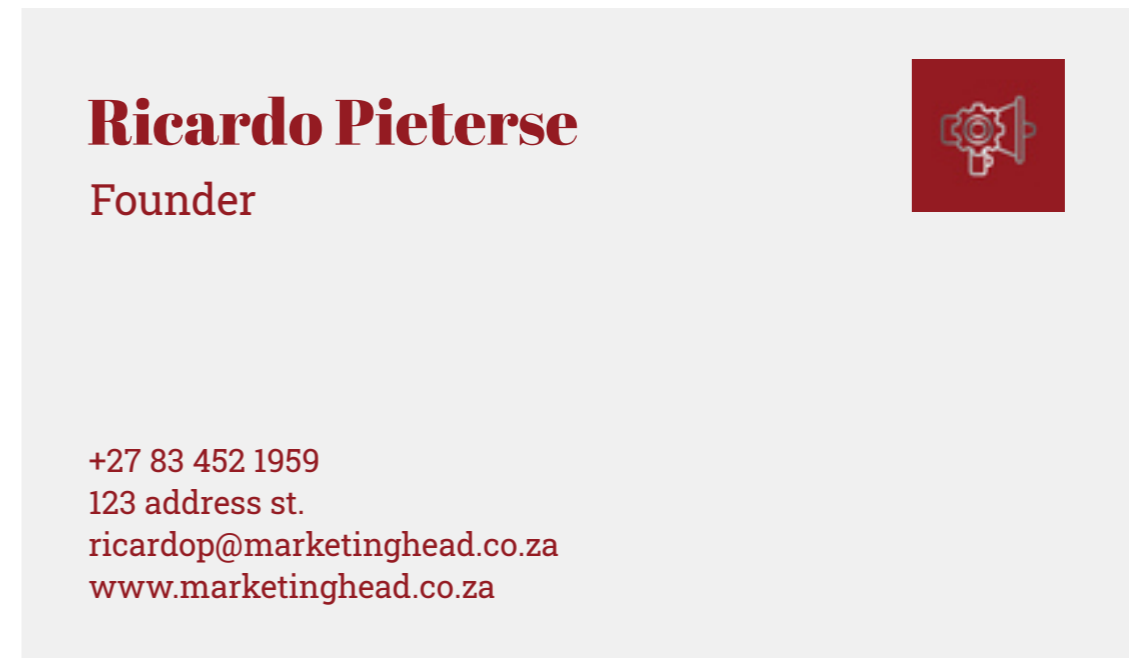 Ricardo Pieterse
Founder
+27 83 452 1959
123 address st.
ricardop@marketinghead.co.za
www.marketinghead.co.za